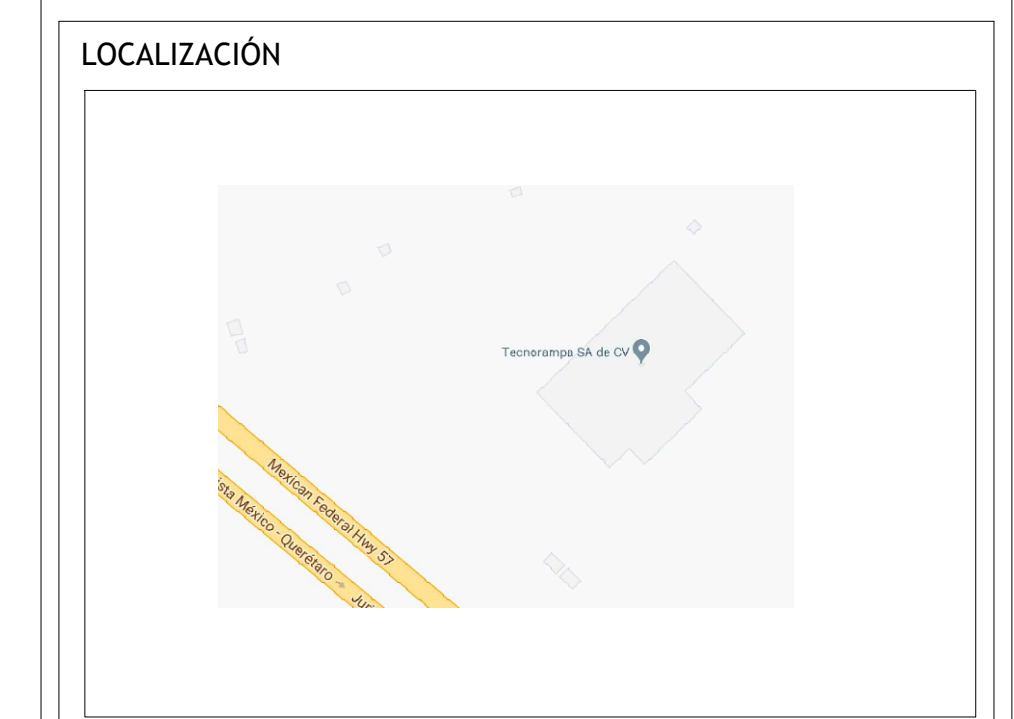 LOCALIZACIÓN
Tecnorampa SA de CV
Mexican Federal Hwy 57
ista México - Querétaro